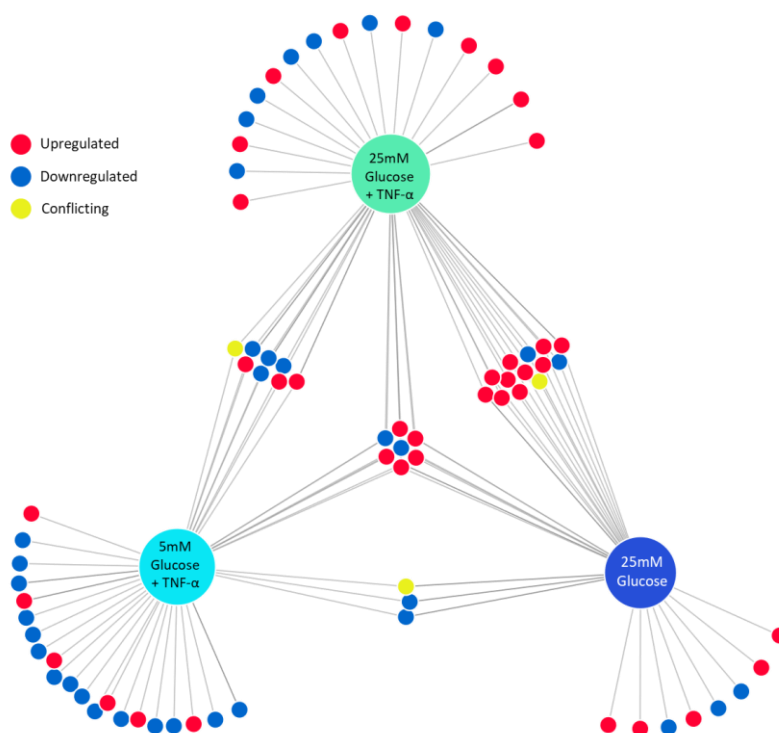 25mM
Glucose
+ TNF-α
Upregulated
Downregulated
Conflicting
5mM
Glucose
+ TNF-α
25mM
Glucose